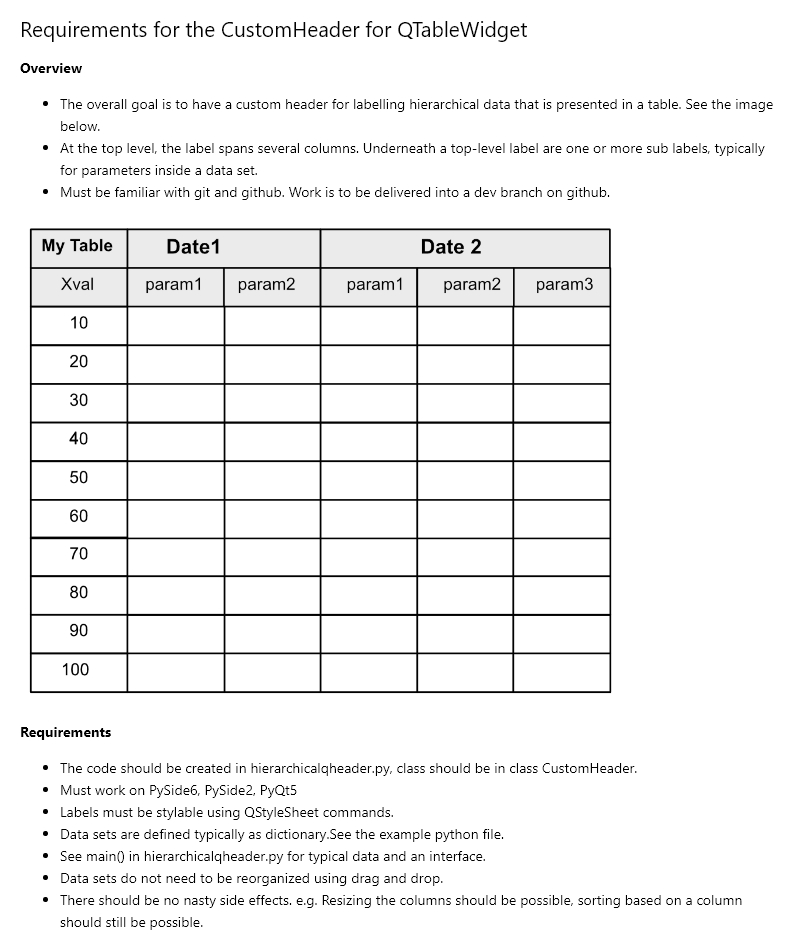 Requirements for the CustomHeader for QTableWidget
Overview
• The overall goal is to have a custom header for labelling hierarchical data that is presented in a table. See the image
below.
• At the top level, the label spans several columns. Underneath a top-level label are one or more sub labels, typically
for parameters inside a data set.
• Must be familiar with git and github. Work is to be delivered into a dev branch on github.
My Table Date1 Date 2
Xval param1 param2 param1 param2 param3
10
20
30
40
50
60
70
80
90
100
Requirements
• The code should be created in hierarchicalqheader.py, class should be in class CustomHeader.
• Must work on PySide6, PySide2, PyQt5
• Labels must be stylable using QStyleSheet commands.
• Data sets are defined typically as dictionary.See the example python file.
• See main() in hierarchicalqheader.py for typical data and an interface.
• Data sets do not need to be reorganized using drag and drop.
• There should be no nasty side effects. e.g. Resizing the columns should be possible, sorting based on a column
should still be possible.